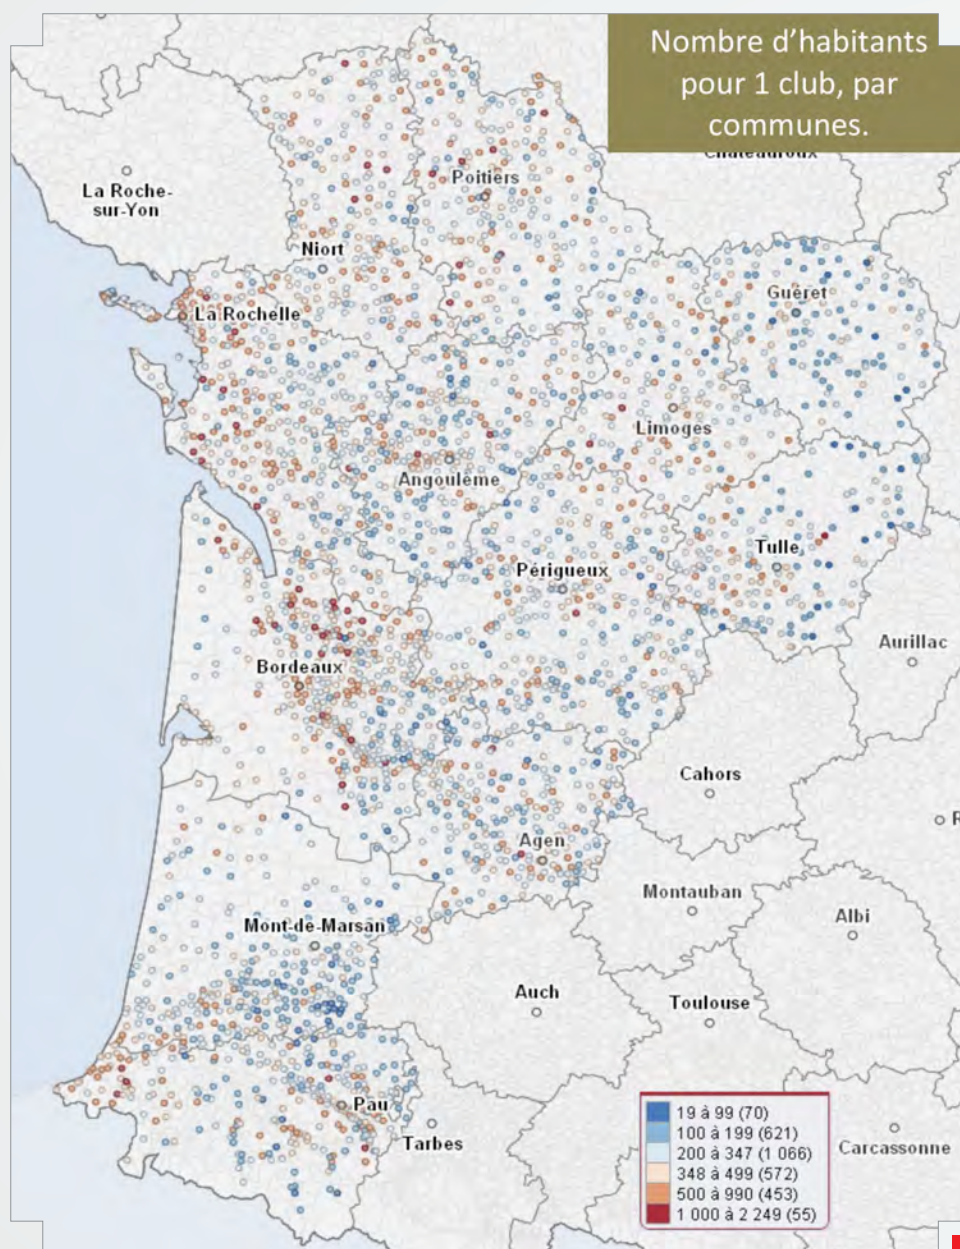 Nombre d’habitants
pour 1 club, par
communes.
Châteauroux
La Roche-
sur-Yon
Poitiers
Niort
Guéret
La Rochelle
Limoges
Angoulême
Tulle
Périgueux
Aurillac
Bordeaux
Cahors
Agen
Montauban
Albi
Mont-de-Marsan
Auch
Toulouse
Pau
Tarbes
Carcassonne
19 à 99 (70)
100 à 199 (621)
200 à 347 (1 066)
348 à 499 (572)
500 à 990 (453)
1 000 à 2 249 (55)